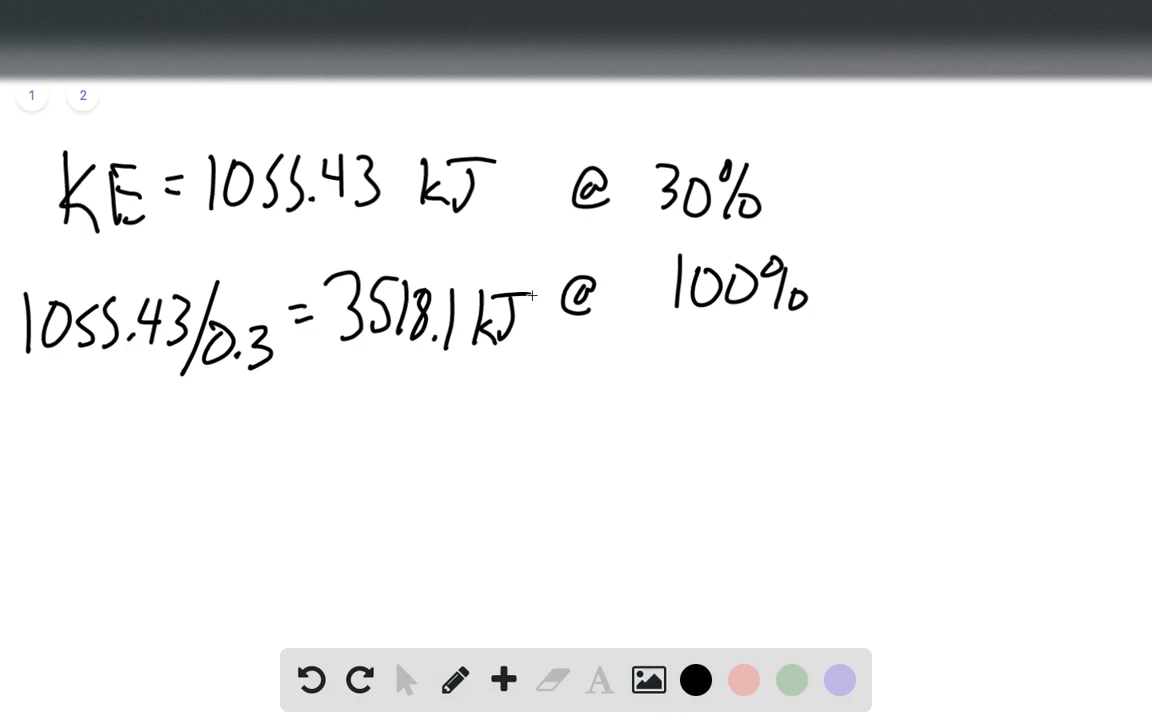 1 2
KE = 1055.43 kJ @ 30%
1055.43/0.3 = 3518.1 kJ @ 100%
A